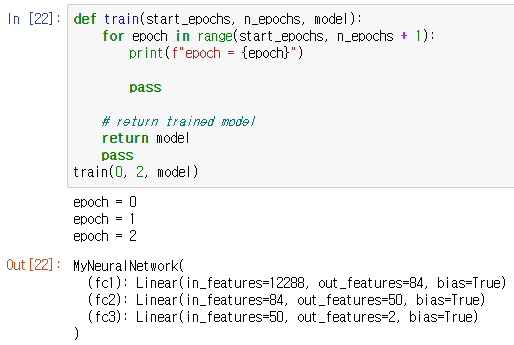 In [22]: def train(start_epochs, n_epochs, model):
    for epoch in range(start_epochs, n_epochs + 1):
        print(f"epoch = {epoch}")
        pass
    # return trained model
    return model
    pass
train(0, 2, model)
epoch = 0
epoch = 1
epoch = 2
Out[22]: MyNeuralNetwork(
  (fc1): Linear(in_features=12288, out_features=84, bias=True)
  (fc2): Linear(in_features=84, out_features=50, bias=True)
  (fc3): Linear(in_features=50, out_features=2, bias=True)
)